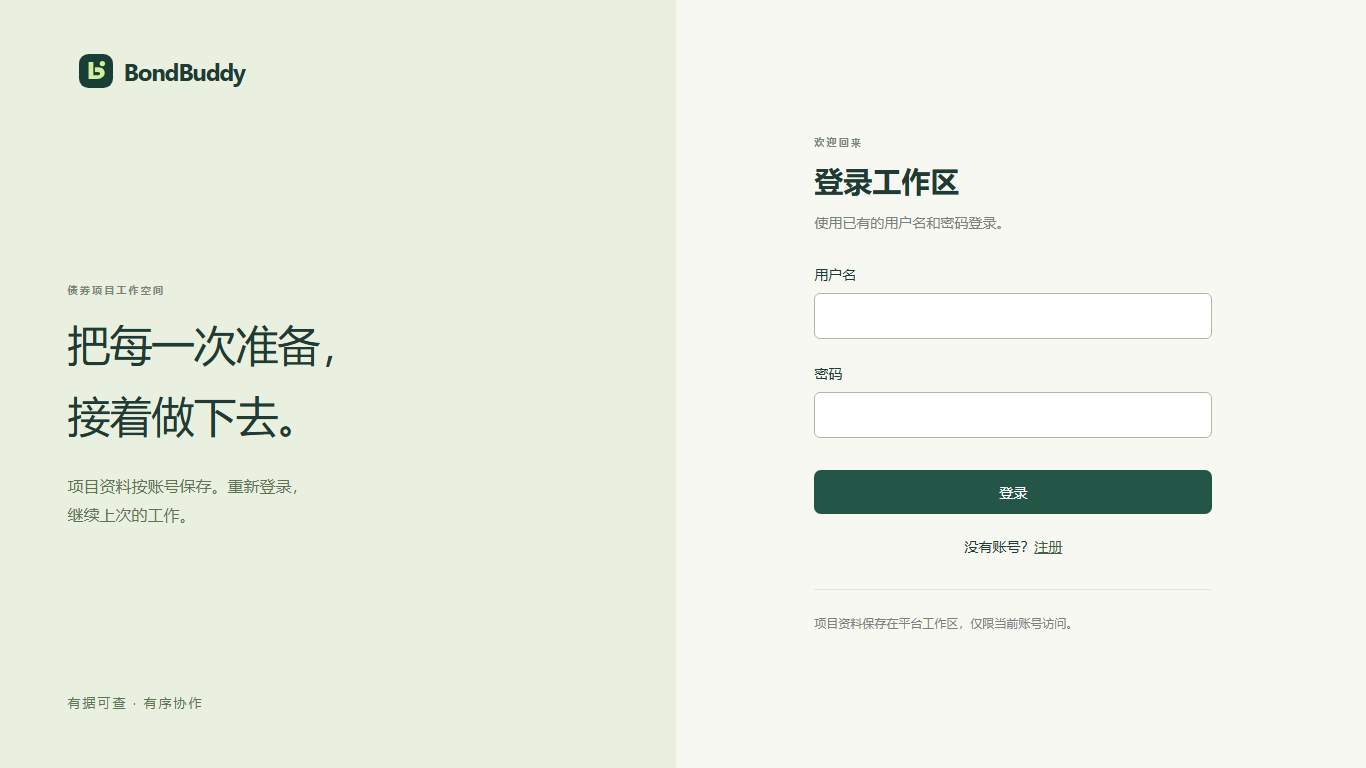 BondBuddy
债券项目工作空间
把每一次准备，
接着做下去。
项目资料按账号保存。重新登录，
继续上次的工作。
有据可查 · 有序协作
欢迎回来
登录工作区
使用已有的用户名和密码登录。
用户名
密码
登录
没有账号？注册
项目资料保存在平台工作区，仅限当前账号访问。